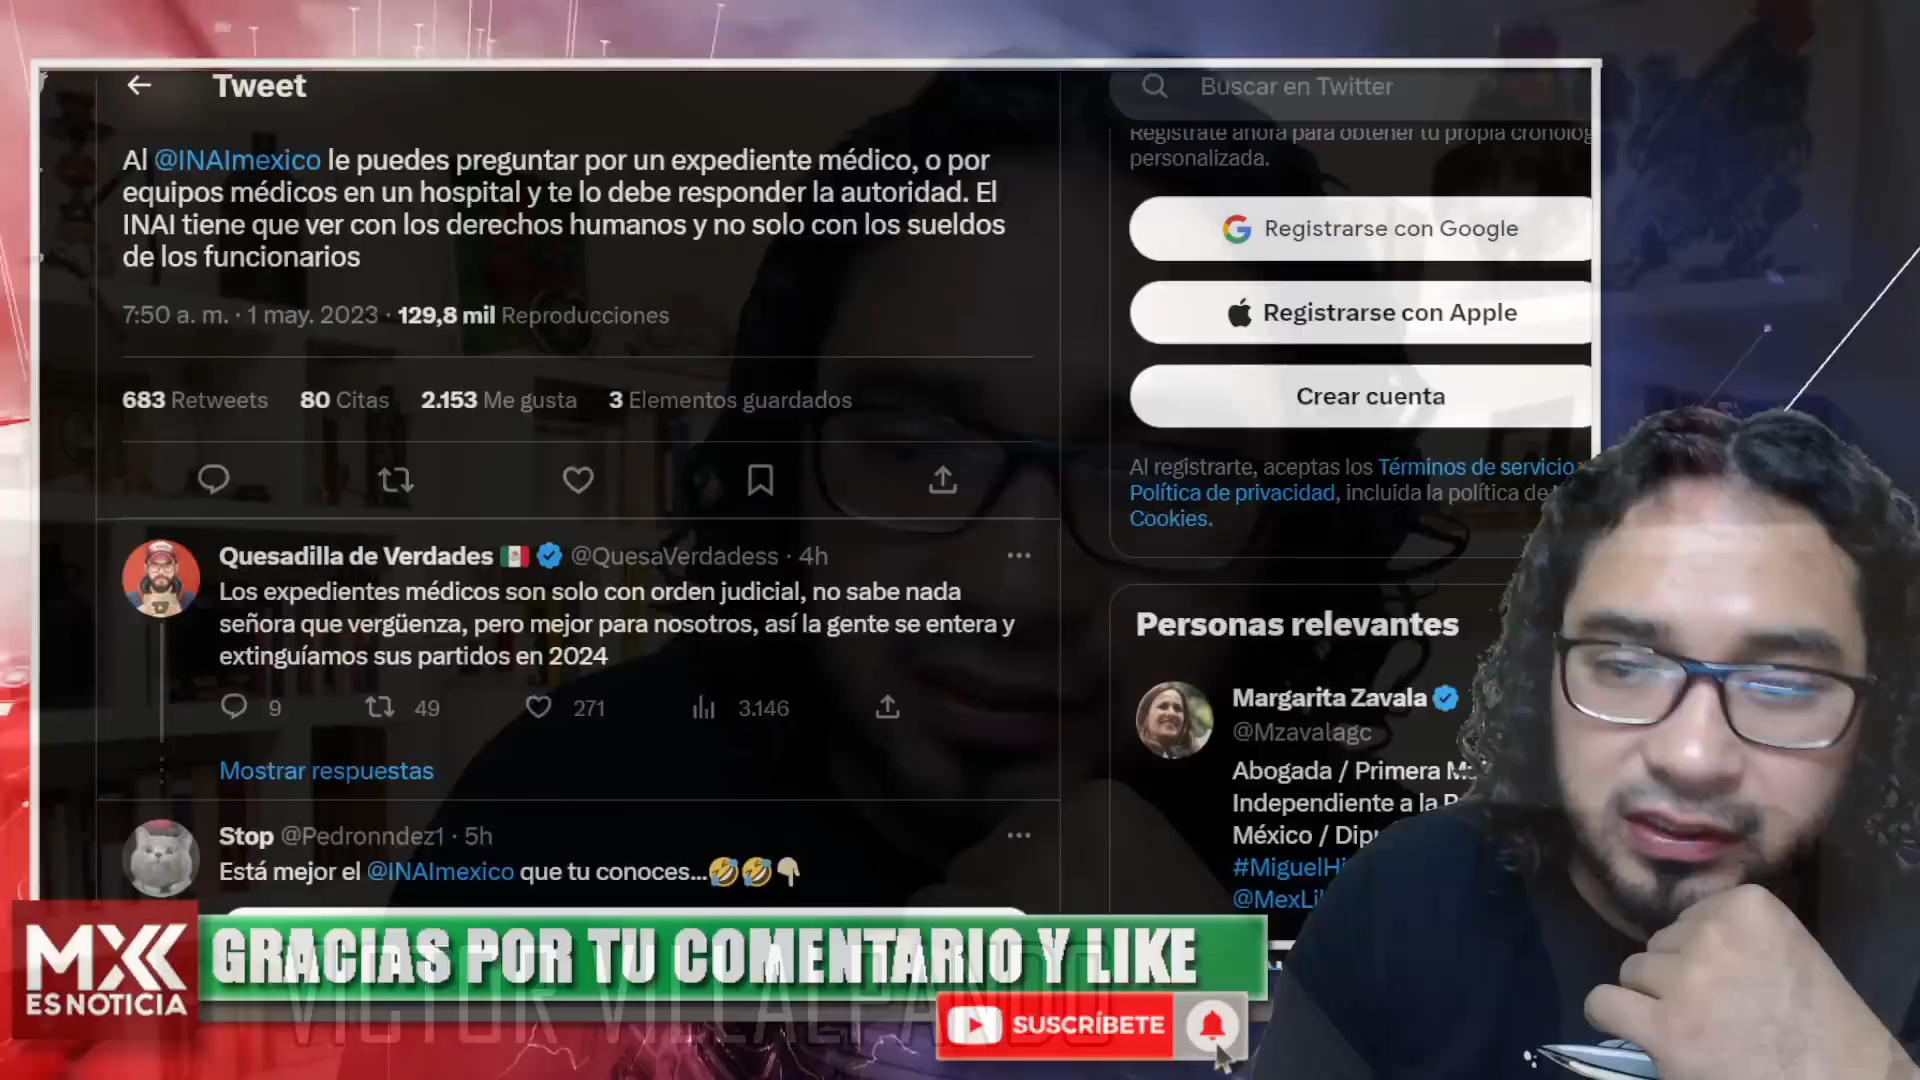 Tweet
Al @INAImexico le puedes preguntar por un expediente médico, o por
equipos médicos en un hospital y te lo debe responder la autoridad. El
INAI tiene que ver con los derechos humanos y no solo con los sueldos
de los funcionarios
7:50 a. m. · 1 may. 2023 · 129,8 mil Reproducciones
683 Retweets 80 Citas 2.153 Me gusta 3 Elementos guardados
Quesadilla de Verdades @QuesaVerdadess · 4h
Los expedientes médicos son solo con orden judicial, no sabe nada
señora que vergüenza, pero mejor para nosotros, así la gente se entera y
extinguíamos sus partidos en 2024
9 49 271 3.146
Mostrar respuestas
Stop @Pedronndez1 · 5h
Está mejor el @INAImexico que tu conoces...🤣🤣👇
Buscar en Twitter
Regístrate ahora para obtener tu propia
personalizada.
Registrarse con Google
Registrarse con Apple
Crear cuenta
Al registrarte, aceptas los Términos de servicio y
Política de privacidad, incluida la política de
Cookies.
Personas relevantes
Margarita Zavala
@Mzavalagc
Abogada / Primera
Independiente a la
México /
MX
ES NOTICIA
GRACIAS POR TU COMENTARIO Y LIKE
VICTOR VILLALPANDO
SUSCRÍBETE